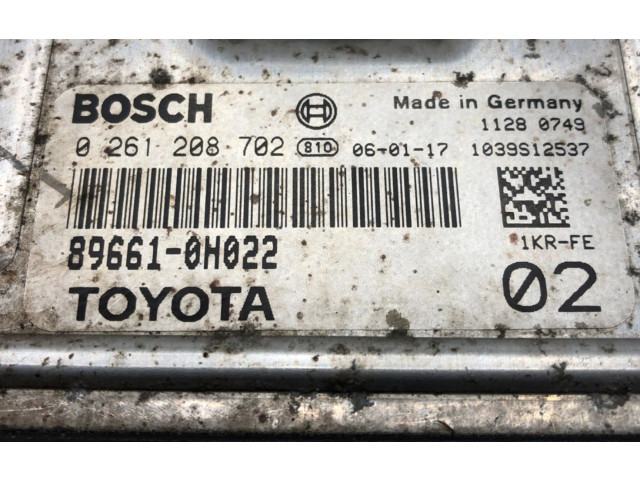 BOSCH Made in Germany
1128 0749
0 261 208 702 810 06-01-17 1039S12537
89661-0H022 1KR-FE
TOYOTA 02